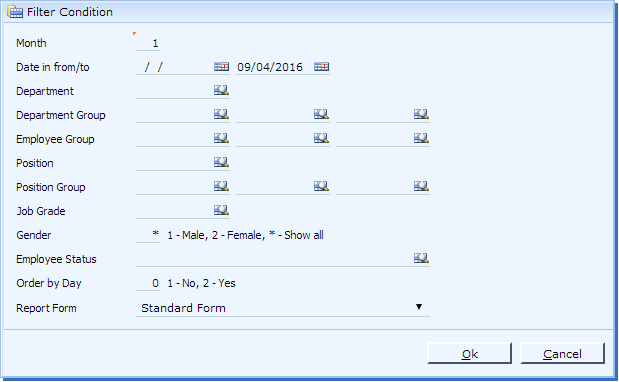 Filter Condition
Month 1
Date in from/to / / 09/04/2016
Department
Department Group
Employee Group
Position
Position Group
Job Grade
Gender * 1 - Male, 2 - Female, * - Show all
Employee Status
Order by Day 0 1 - No, 2 - Yes
Report Form Standard Form
Ok Cancel